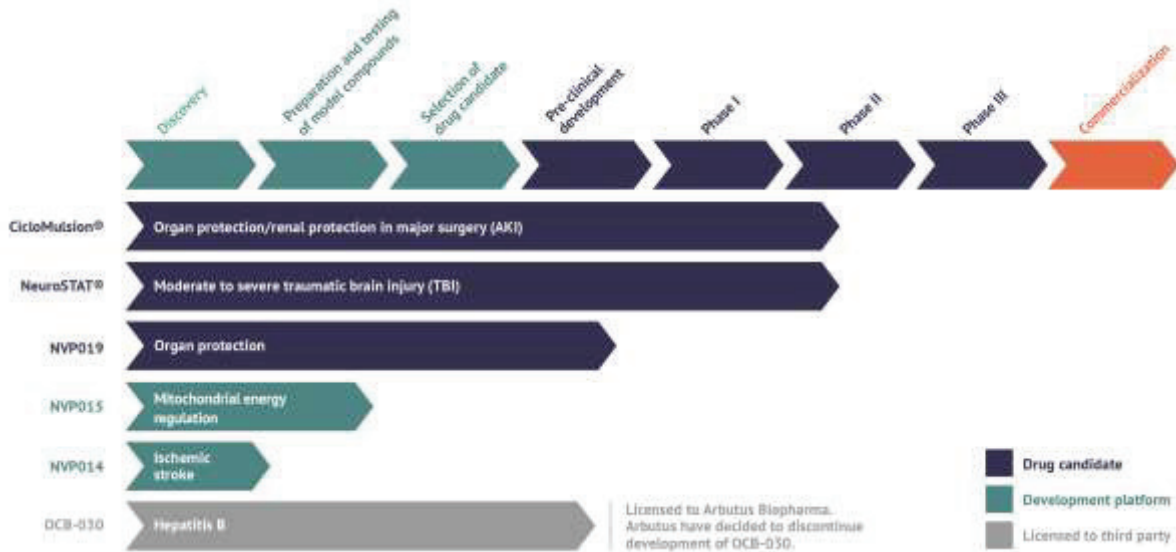 Discovery
Preparation and testing
of model compounds
Selection of
drug candidate
Pre-clinical
development
Phase I
Phase II
Phase III
Commercialization
CicloMulsion®
Organ protection/renal protection in major surgery (AKI)
NeuroSTAT®
Moderate to severe traumatic brain injury (TBI)
NVP019
Organ protection
NVP015
Mitochondrial energy
regulation
NVP014
Ischemic
stroke
OCB-030
Hepatitis B
Licensed to Arbutus Biopharma.
Arbutus have decided to discontinue
development of OCB-030.
Drug candidate
Development platform
Licensed to third party